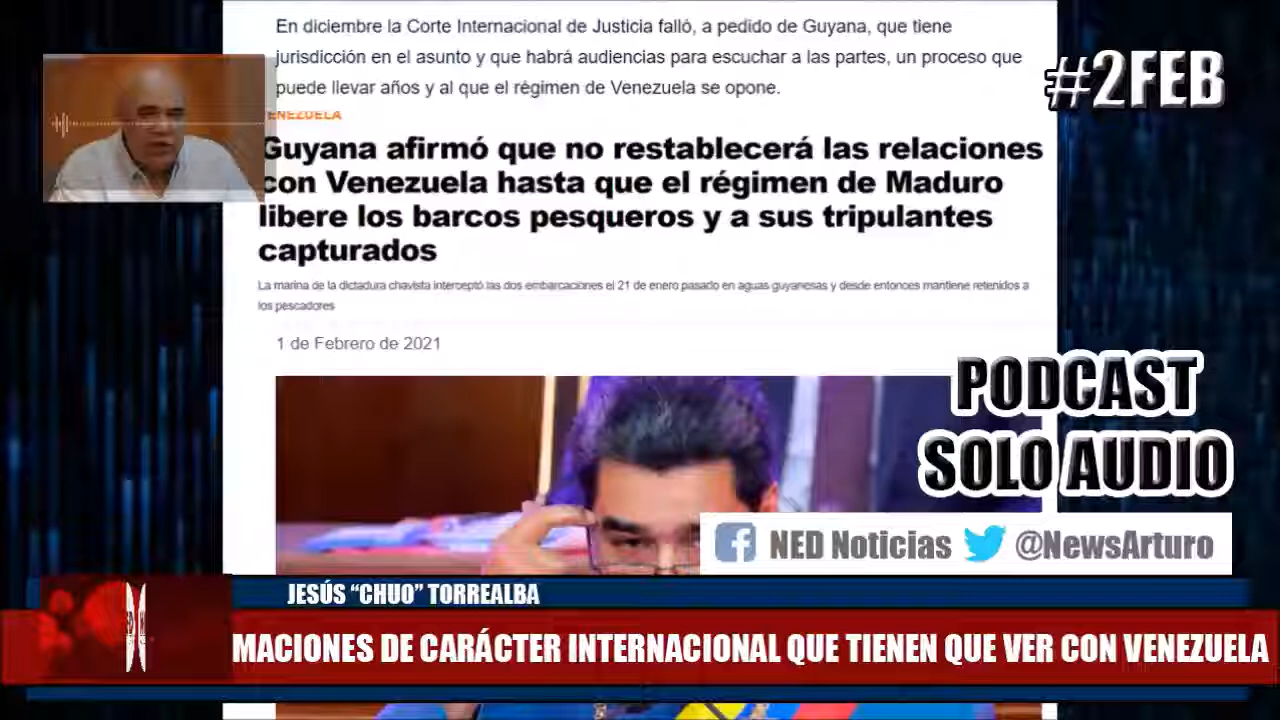 En diciembre la Corte Internacional de Justicia falló, a pedido de Guyana, que tiene
jurisdicción en el asunto y que habrá audiencias para escuchar a las partes, un proceso que
puede llevar años y al que el régimen de Venezuela se opone.
#2FEB
ENEZUELA
Guyana afirmó que no restablecerá las relaciones
con Venezuela hasta que el régimen de Maduro
libere los barcos pesqueros y a sus tripulantes
capturados
La marina de la dictadura chavista interceptó las dos embarcaciones el 21 de enero pasado en aguas guyanesas y desde entonces mantiene retenidos a
los pescadores
1 de Febrero de 2021
PODCAST
SOLO AUDIO
NED Noticias @NewsArturo
JESÚS “CHUO” TORREALBA
MACIONES DE CARÁCTER INTERNACIONAL QUE TIENEN QUE VER CON VENEZUELA